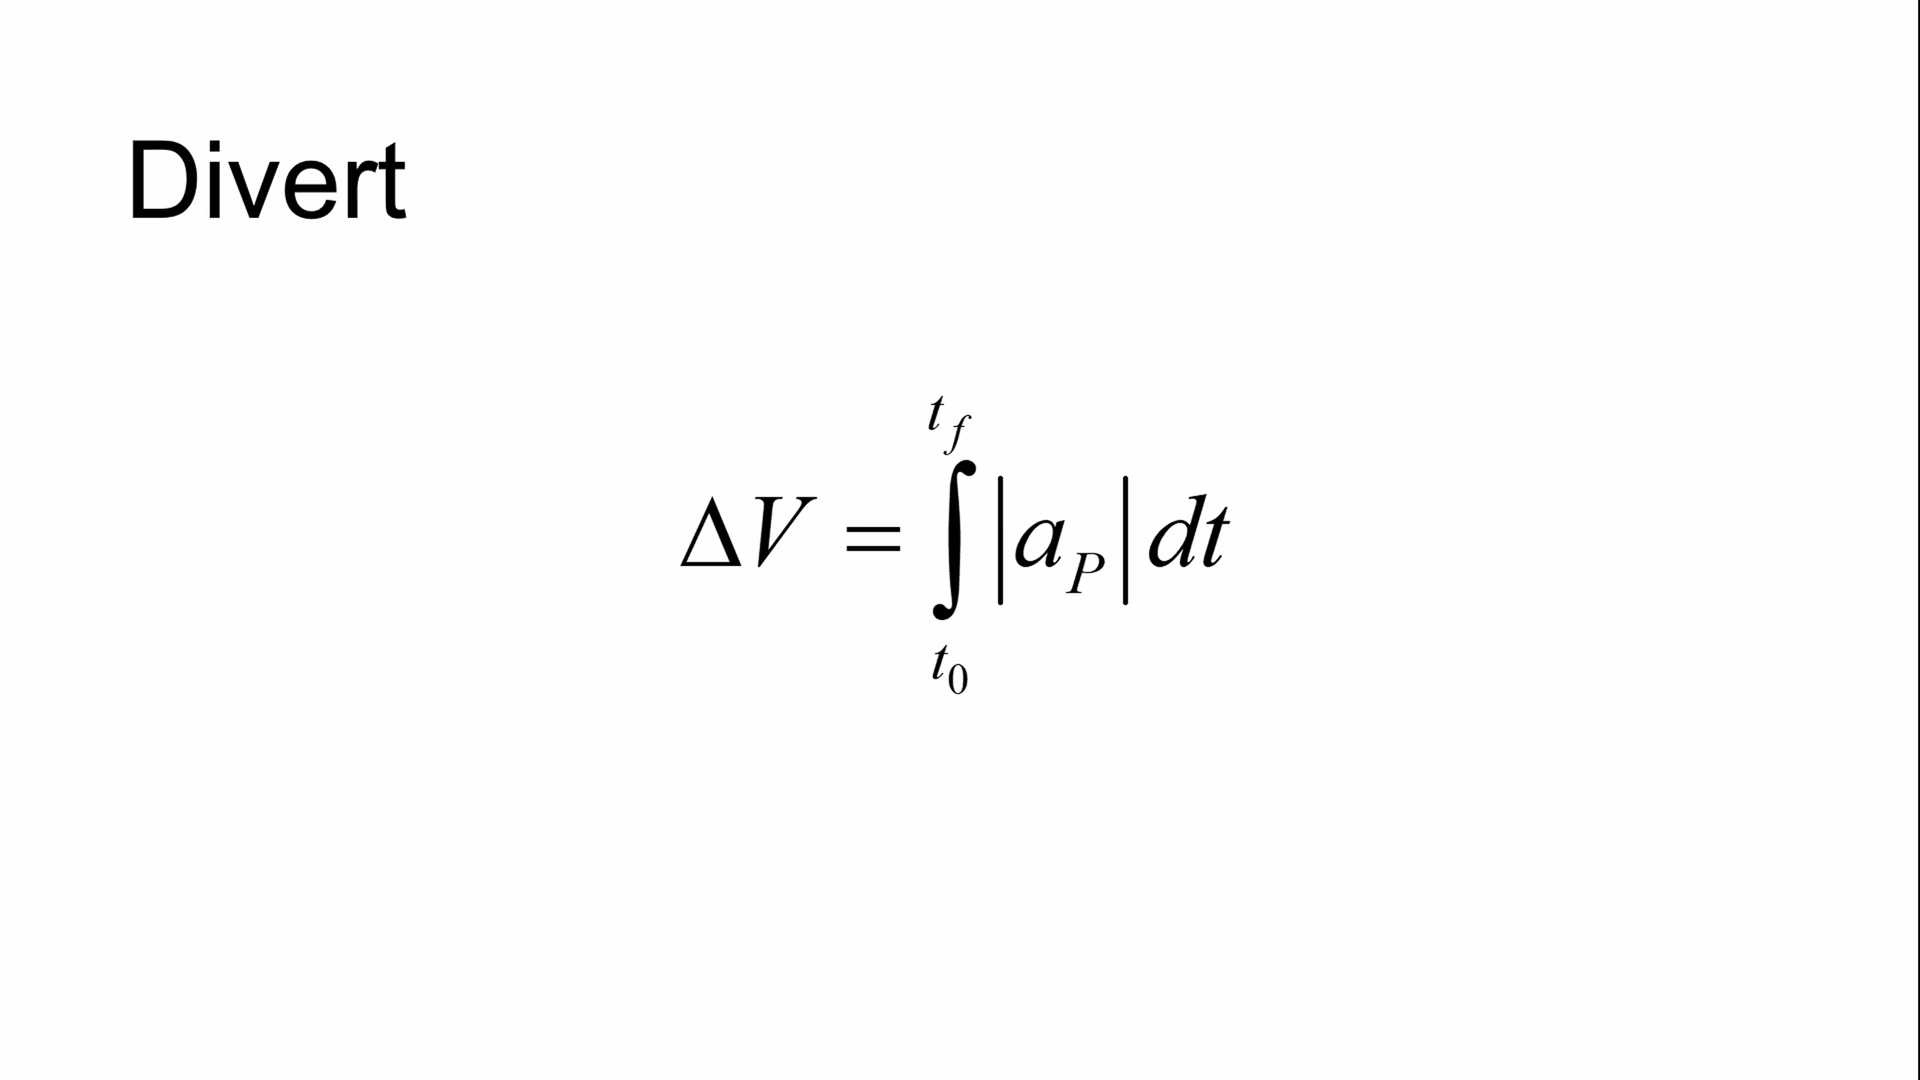 Divert
ΔV = ∫_{t_0}^{t_f} |a_P| dt